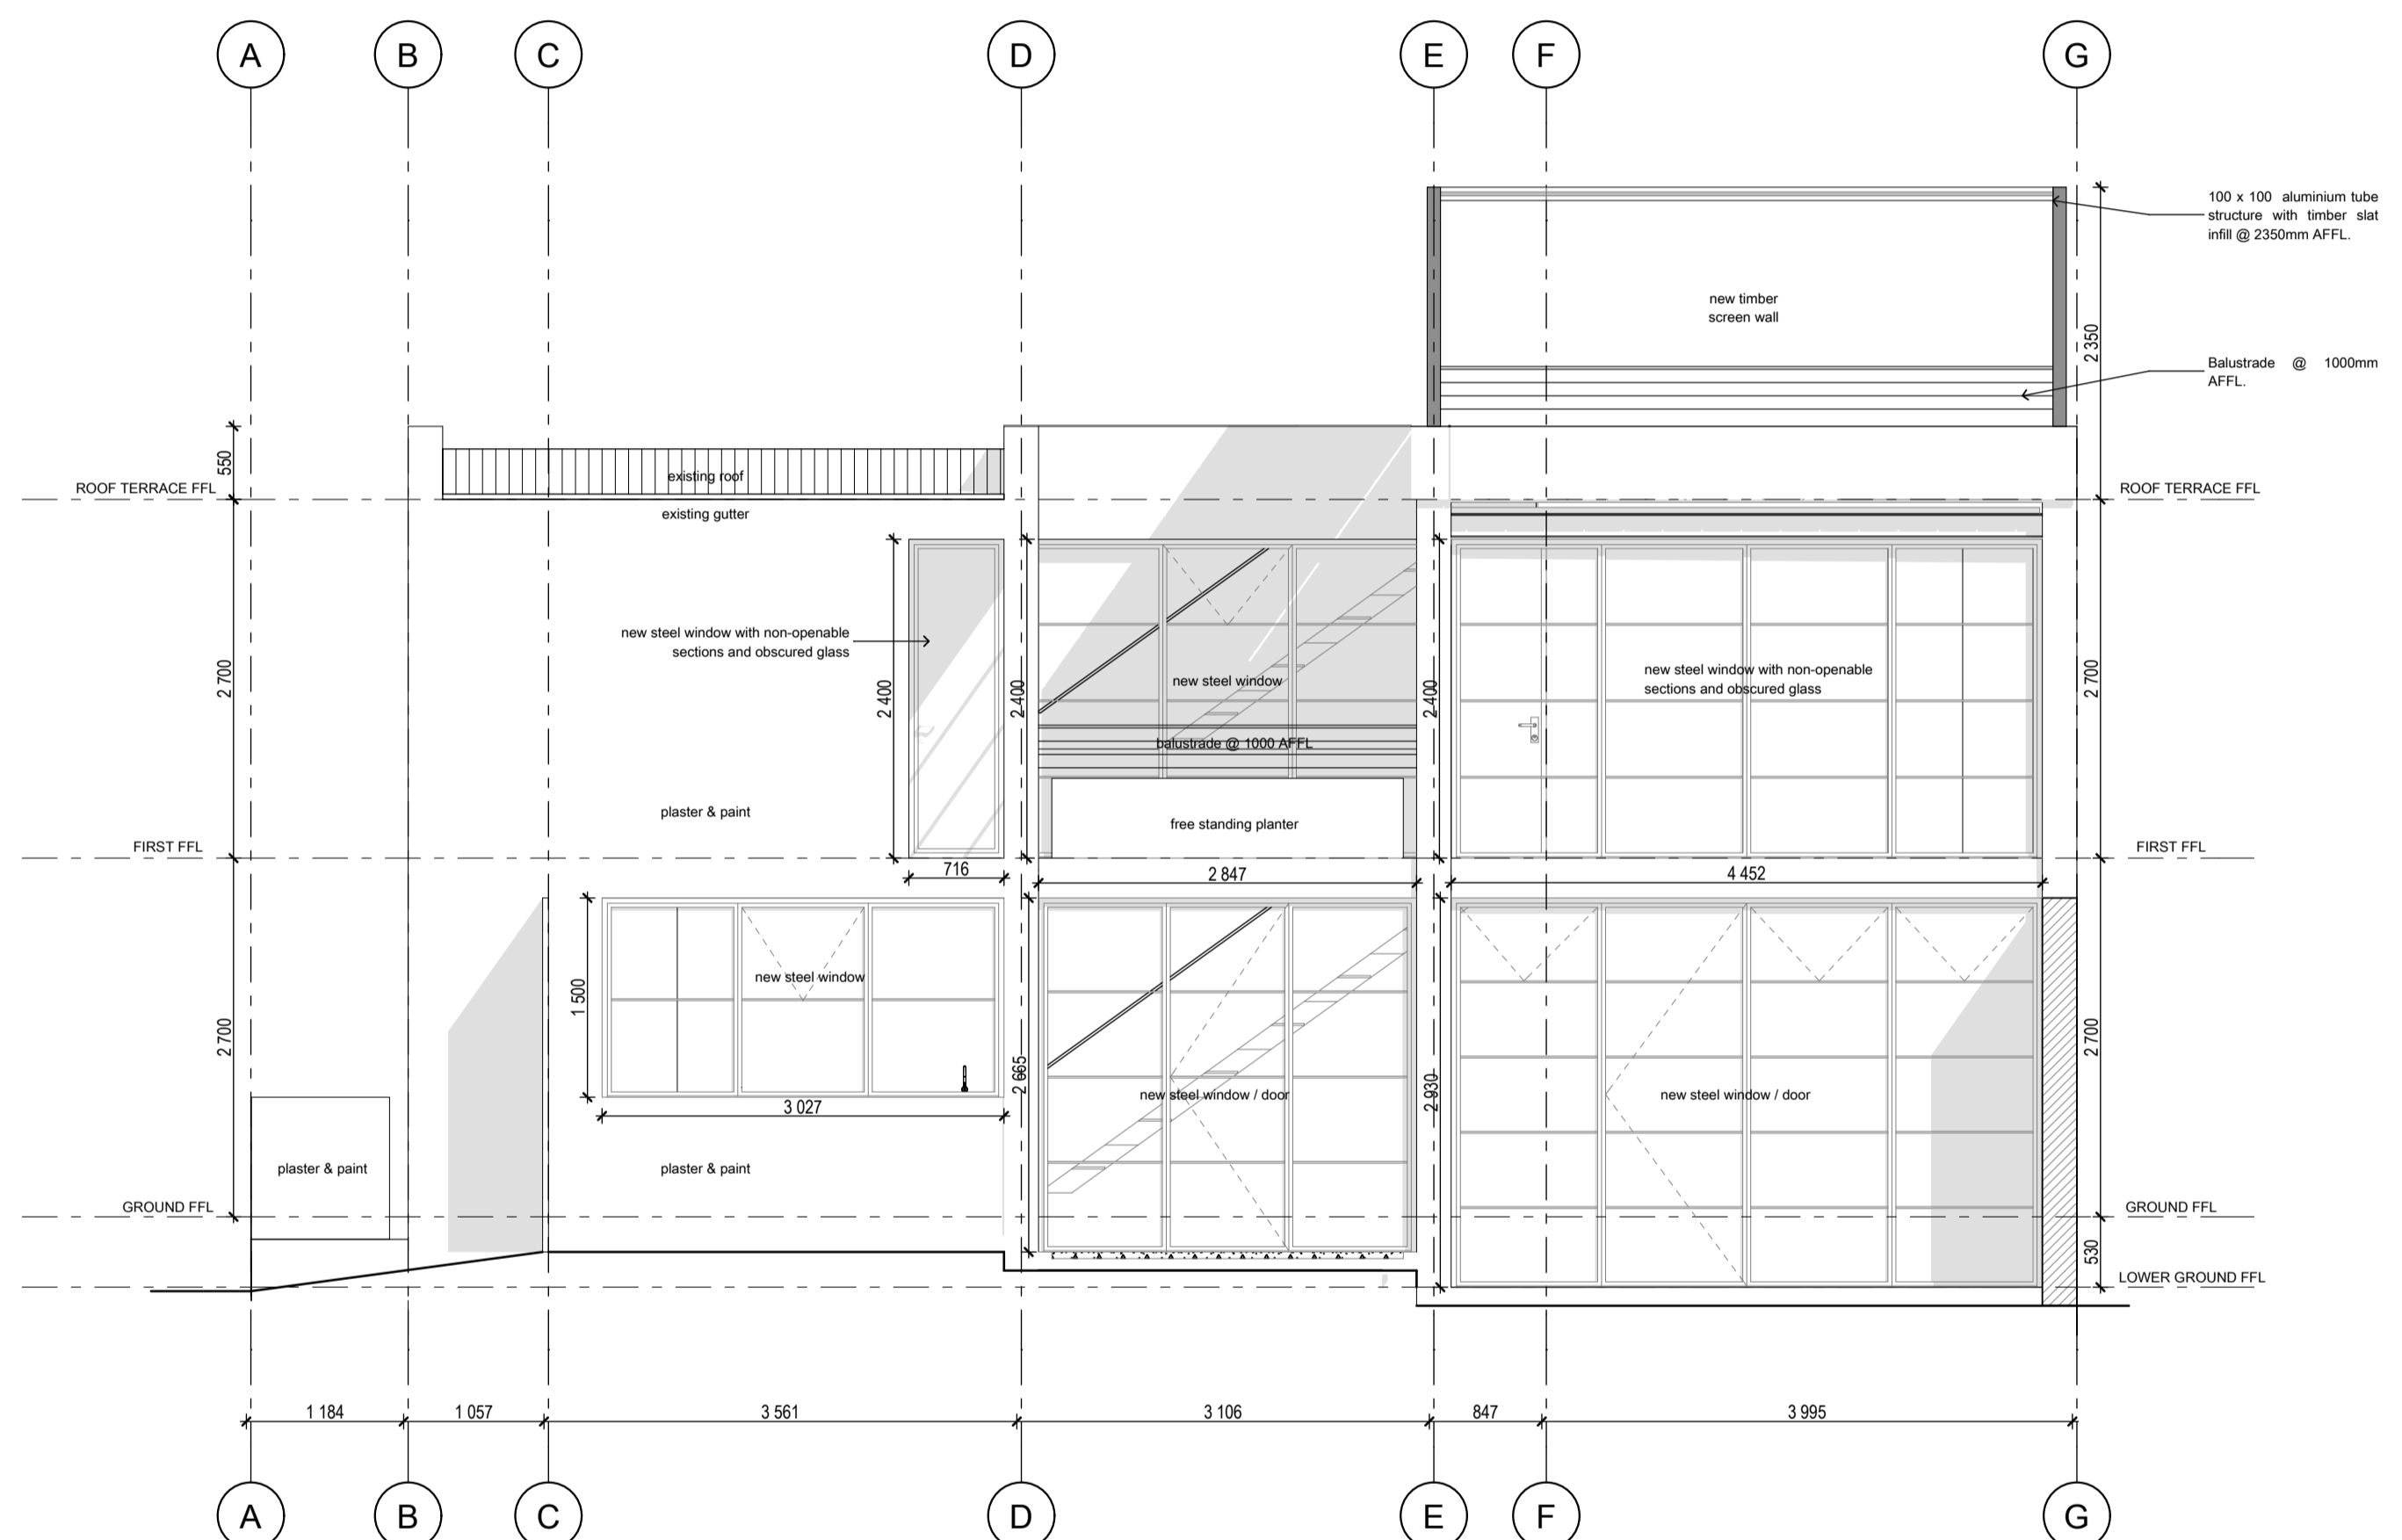 A B C D E F G
100 x 100 aluminium tube
structure with timber slat
infill @ 2350mm AFFL.
new timber
screen wall
2 350
Balustrade @ 1000mm
AFFL.
550
existing roof
ROOF TERRACE FFL
ROOF TERRACE FFL
existing gutter
new steel window with non-openable
sections and obscured glass
2 700
2 400
2 400
new steel window
2 400
new steel window with non-openable
sections and obscured glass
2 700
balustrade @ 1000 AFFL
plaster & paint
free standing planter
FIRST FFL
FIRST FFL
716
2 847
4 452
2 700
1 500
new steel window
2 665
new steel window / door
2 930
new steel window / door
2 700
3 027
plaster & paint
plaster & paint
GROUND FFL
GROUND FFL
530
LOWER GROUND FFL
1 184 1 057 3 561 3 106 847 3 995
A B C D E F G